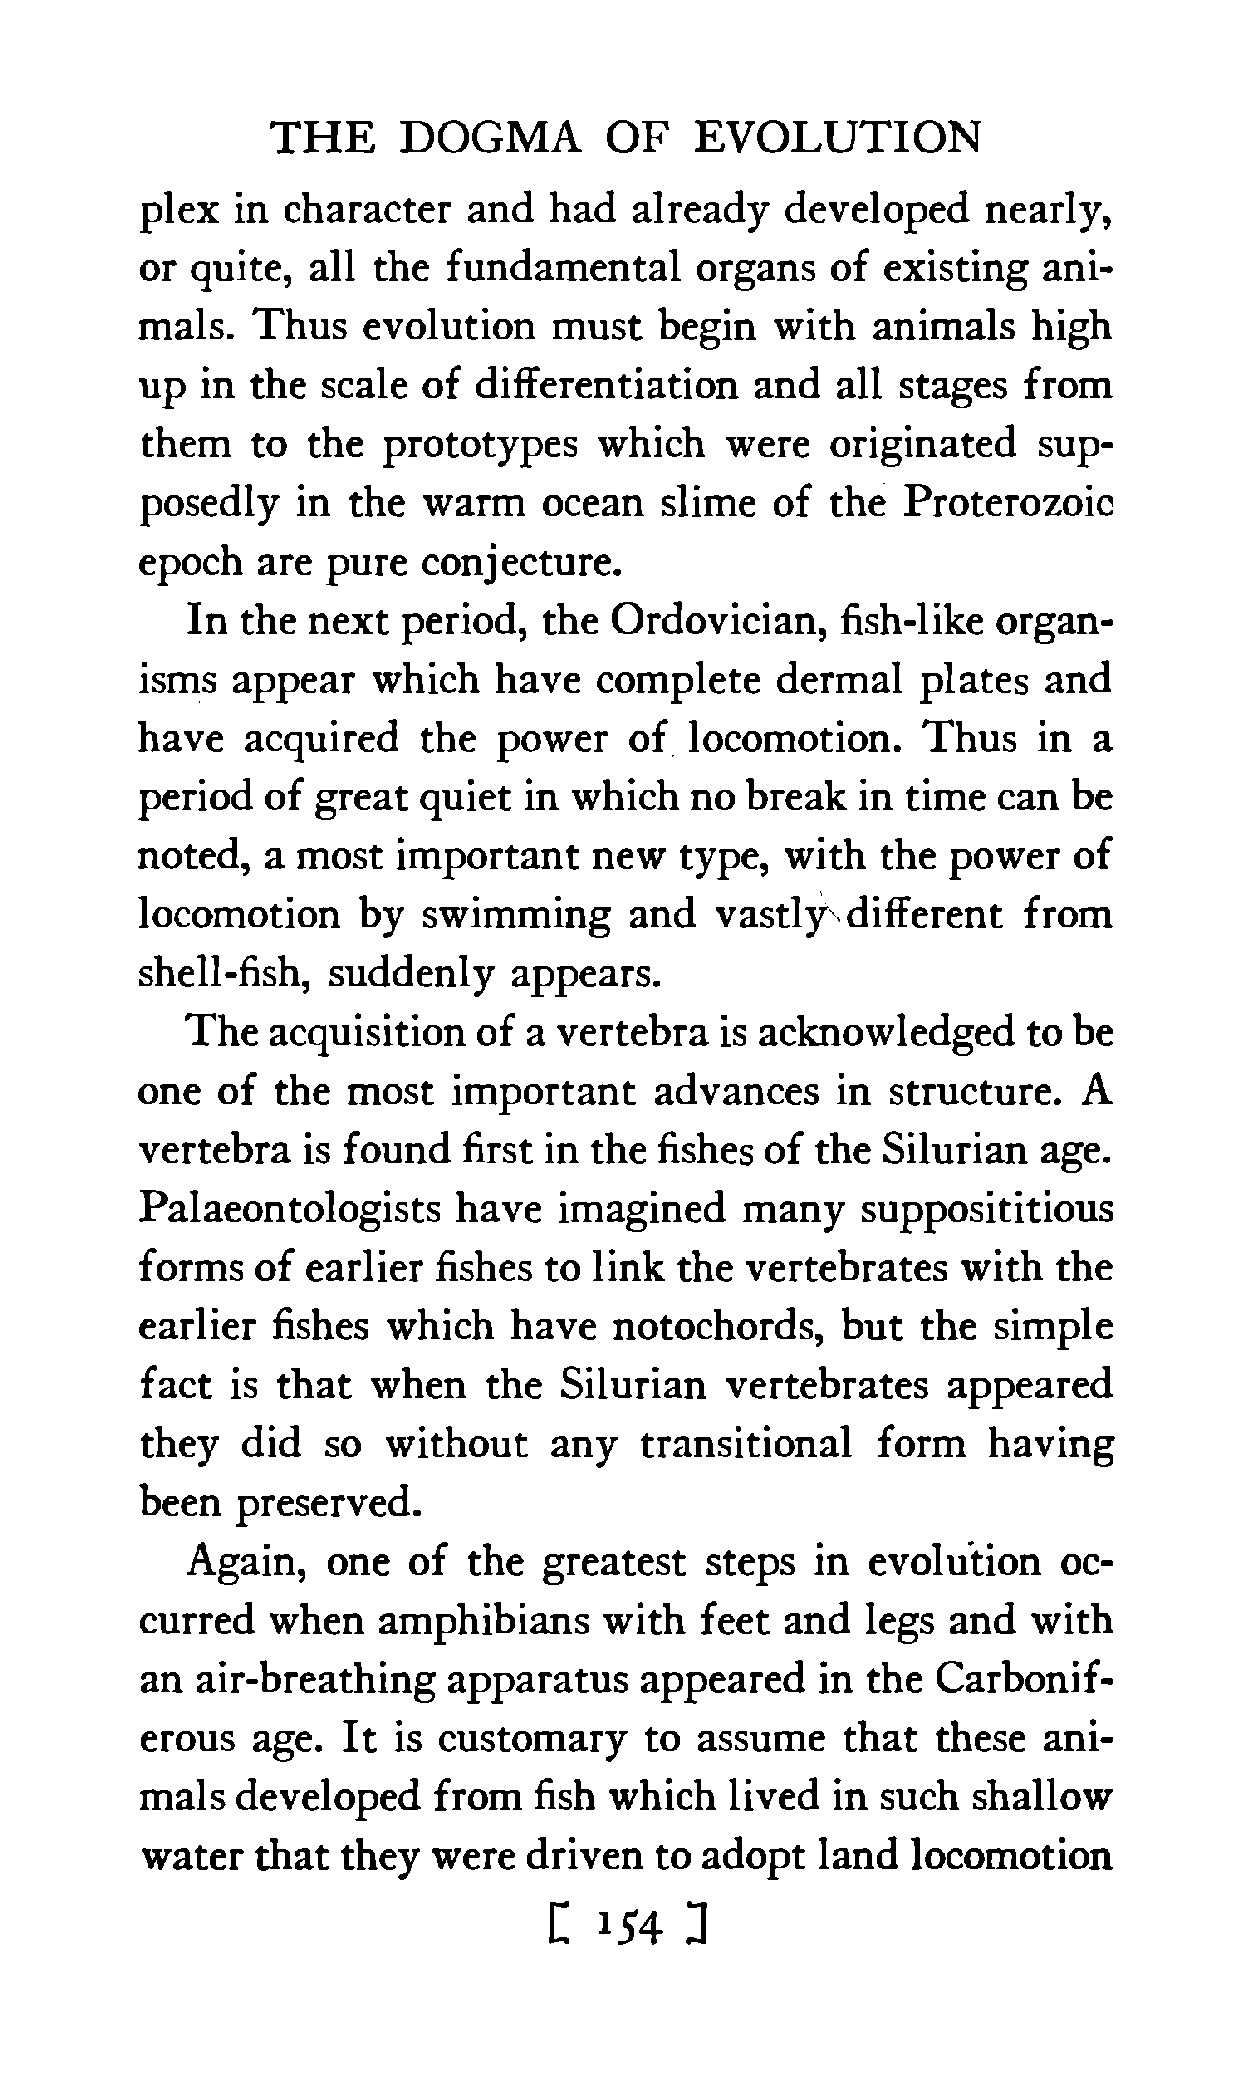 THE DOGMA OF EVOLUTION
plex in character and had already developed nearly,
or quite, all the fundamental organs of existing ani-
mals. Thus evolution must begin with animals high
up in the scale of differentiation and all stages from
them to the prototypes which were originated sup-
posedly in the warm ocean slime of the Proterozoic
epoch are pure conjecture.
In the next period, the Ordovician, fish-like organ-
isms appear which have complete dermal plates and
have acquired the power of locomotion. Thus in a
period of great quiet in which no break in time can be
noted, a most important new type, with the power of
locomotion by swimming and vastly different from
shell-fish, suddenly appears.
The acquisition of a vertebra is acknowledged to be
one of the most important advances in structure. A
vertebra is found first in the fishes of the Silurian age.
Palaeontologists have imagined many supposititious
forms of earlier fishes to link the vertebrates with the
earlier fishes which have notochords, but the simple
fact is that when the Silurian vertebrates appeared
they did so without any transitional form having
been preserved.
Again, one of the greatest steps in evolution oc-
curred when amphibians with feet and legs and with
an air-breathing apparatus appeared in the Carbonif-
erous age. It is customary to assume that these ani-
mals developed from fish which lived in such shallow
water that they were driven to adopt land locomotion
[ 154 ]